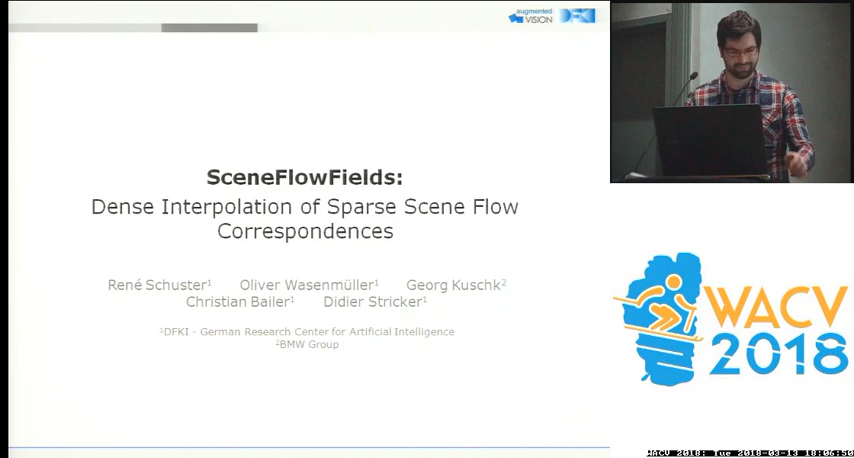 augmented
VISION
DFKI
SceneFlowFields:
Dense Interpolation of Sparse Scene Flow
Correspondences
René Schuster¹ Oliver Wasenmüller¹ Georg Kuschk²
Christian Bailer¹ Didier Stricker¹
¹DFKI - German Research Center for Artificial Intelligence
²BMW Group
WACV
2018
WACV 2018: Tue 2018-03-13 18:06:50